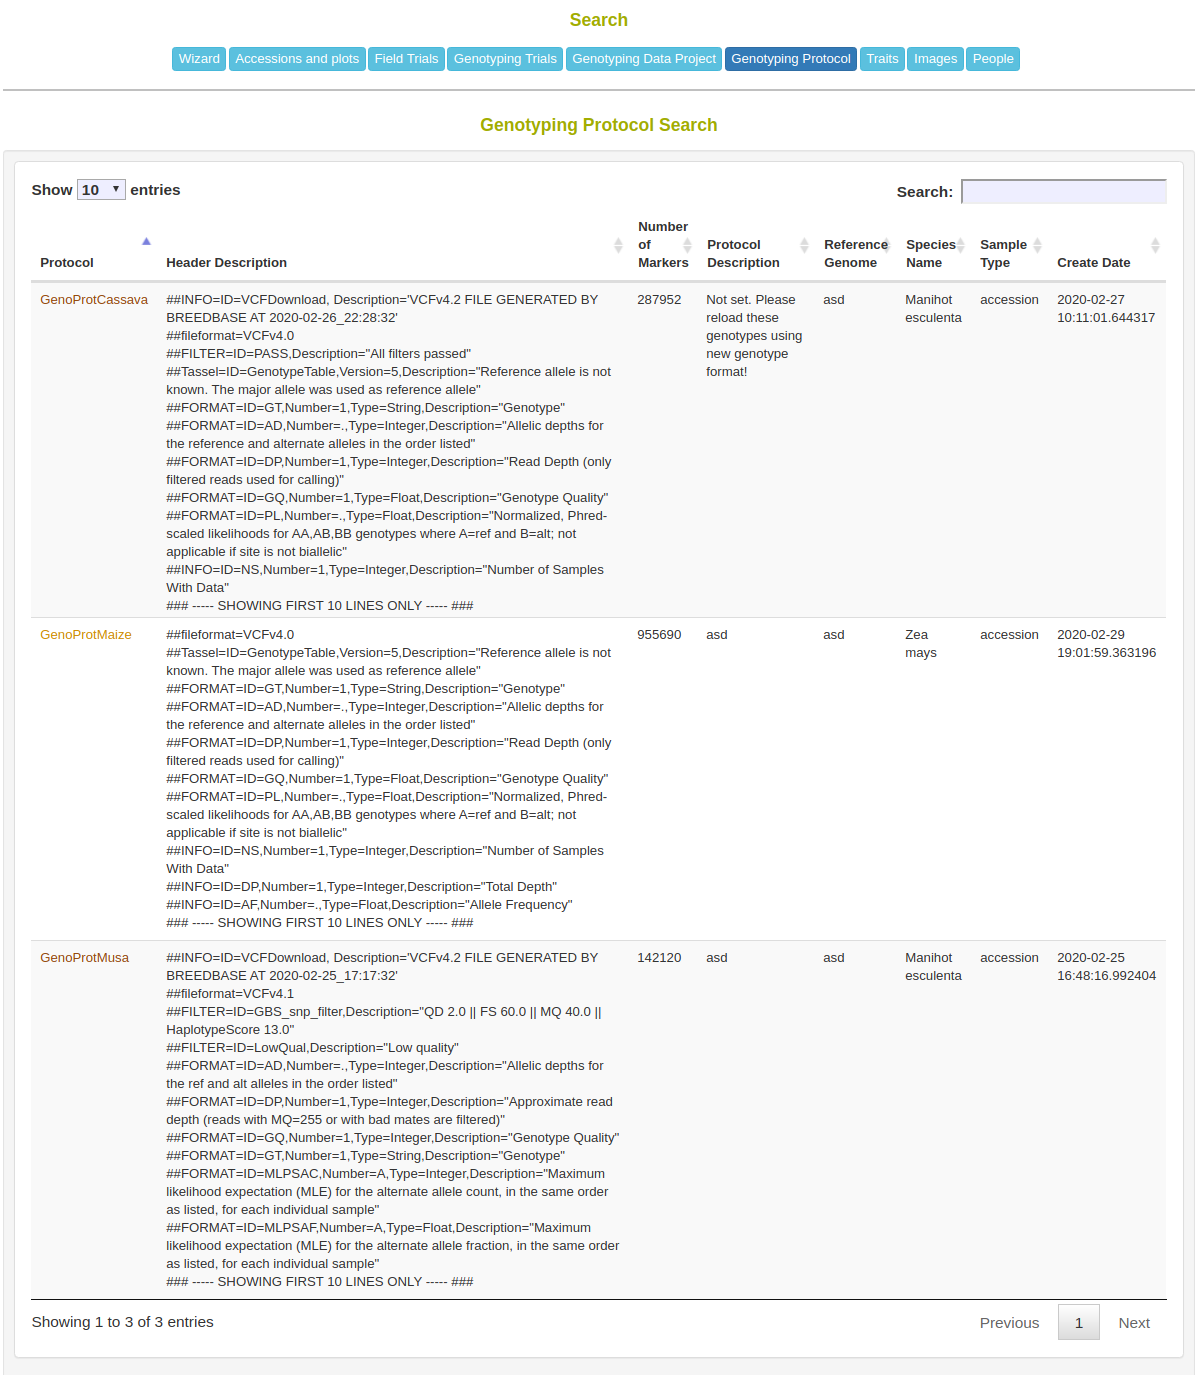 Search
Wizard Accessions and plots Field Trials Genotyping Trials Genotyping Data Project Genotyping Protocol Traits Images People
Genotyping Protocol Search
Show 10 entries
Search:
Protocol
Header Description
Number
of
Markers
Protocol
Description
Reference
Genome
Species
Name
Sample
Type
Create Date
GenoProtCassava
##INFO=ID=VCFDownload, Description='VCFv4.2 FILE GENERATED BY
BREEDBASE AT 2020-02-26_22:28:32'
##fileformat=VCFv4.0
##FILTER=ID=PASS,Description="All filters passed"
##Tassel=ID=GenotypeTable,Version=5,Description="Reference allele is not
known. The major allele was used as reference allele"
##FORMAT=ID=GT,Number=1,Type=String,Description="Genotype"
##FORMAT=ID=AD,Number=.,Type=Integer,Description="Allelic depths for
the reference and alternate alleles in the order listed"
##FORMAT=ID=DP,Number=1,Type=Integer,Description="Read Depth (only
filtered reads used for calling)"
##FORMAT=ID=GQ,Number=1,Type=Float,Description="Genotype Quality"
##FORMAT=ID=PL,Number=.,Type=Float,Description="Normalized, Phred-
scaled likelihoods for AA,AB,BB genotypes where A=ref and B=alt; not
applicable if site is not biallelic"
##INFO=ID=NS,Number=1,Type=Integer,Description="Number of Samples
With Data"
### ----- SHOWING FIRST 10 LINES ONLY ----- ###
287952
Not set. Please
reload these
genotypes using
new genotype
format!
asd
Manihot
esculenta
accession
2020-02-27
10:11:01.644317
GenoProtMaize
##fileformat=VCFv4.0
##Tassel=ID=GenotypeTable,Version=5,Description="Reference allele is not
known. The major allele was used as reference allele"
##FORMAT=ID=GT,Number=1,Type=String,Description="Genotype"
##FORMAT=ID=AD,Number=.,Type=Integer,Description="Allelic depths for
the reference and alternate alleles in the order listed"
##FORMAT=ID=DP,Number=1,Type=Integer,Description="Read Depth (only
filtered reads used for calling)"
##FORMAT=ID=GQ,Number=1,Type=Float,Description="Genotype Quality"
##FORMAT=ID=PL,Number=.,Type=Float,Description="Normalized, Phred-
scaled likelihoods for AA,AB,BB genotypes where A=ref and B=alt; not
applicable if site is not biallelic"
##INFO=ID=NS,Number=1,Type=Integer,Description="Number of Samples
With Data"
##INFO=ID=DP,Number=1,Type=Integer,Description="Total Depth"
##INFO=ID=AF,Number=.,Type=Float,Description="Allele Frequency"
### ----- SHOWING FIRST 10 LINES ONLY ----- ###
955690
asd
asd
Zea
mays
accession
2020-02-29
19:01:59.363196
GenoProtMusa
##INFO=ID=VCFDownload, Description='VCFv4.2 FILE GENERATED BY
BREEDBASE AT 2020-02-25_17:17:32'
##fileformat=VCFv4.1
##FILTER=ID=GBS_snp_filter,Description="QD 2.0 || FS 60.0 || MQ 40.0 ||
HaplotypeScore 13.0"
##FILTER=ID=LowQual,Description="Low quality"
##FORMAT=ID=AD,Number=.,Type=Integer,Description="Allelic depths for
the ref and alt alleles in the order listed"
##FORMAT=ID=DP,Number=1,Type=Integer,Description="Approximate read
depth (reads with MQ=255 or with bad mates are filtered)"
##FORMAT=ID=GQ,Number=1,Type=Integer,Description="Genotype Quality"
##FORMAT=ID=GT,Number=1,Type=String,Description="Genotype"
##FORMAT=ID=MLPSAC,Number=A,Type=Integer,Description="Maximum
likelihood expectation (MLE) for the alternate allele count, in the same order
as listed, for each individual sample"
##FORMAT=ID=MLPSAF,Number=A,Type=Float,Description="Maximum
likelihood expectation (MLE) for the alternate allele fraction, in the same order
as listed, for each individual sample"
### ----- SHOWING FIRST 10 LINES ONLY ----- ###
142120
asd
asd
Manihot
esculenta
accession
2020-02-25
16:48:16.992404
Showing 1 to 3 of 3 entries
Previous 1 Next